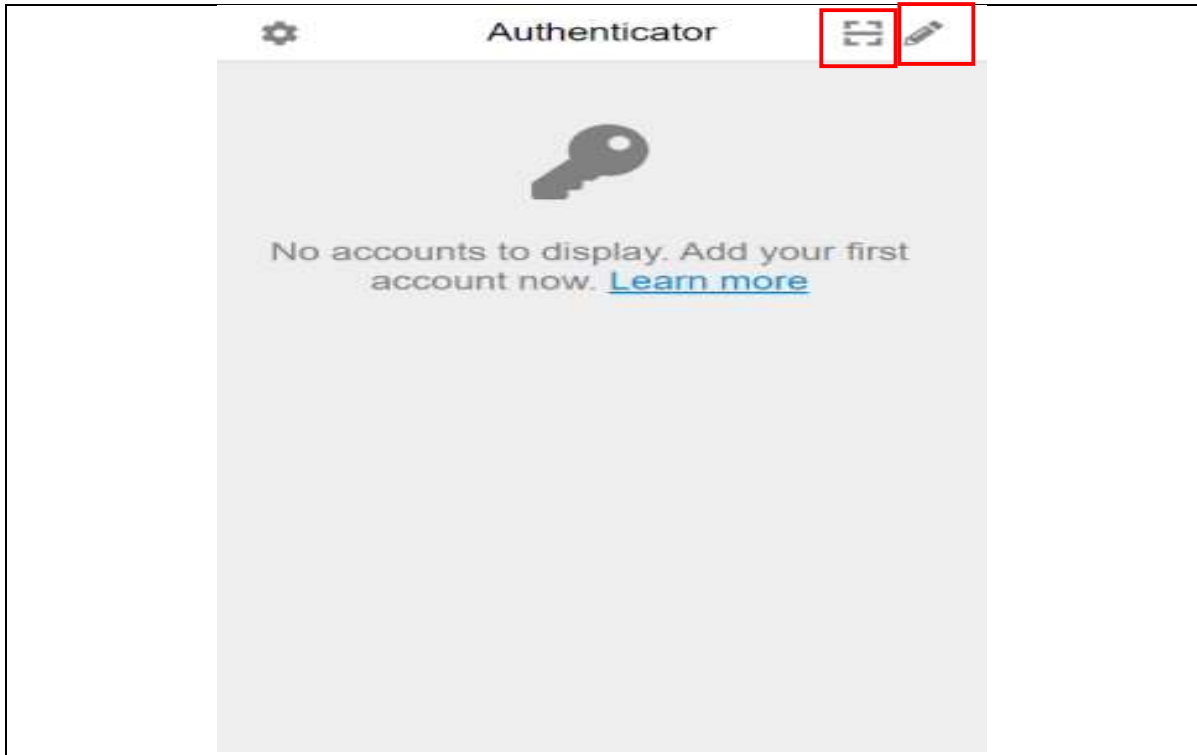 Authenticator
No accounts to display. Add your first
account now. Learn more